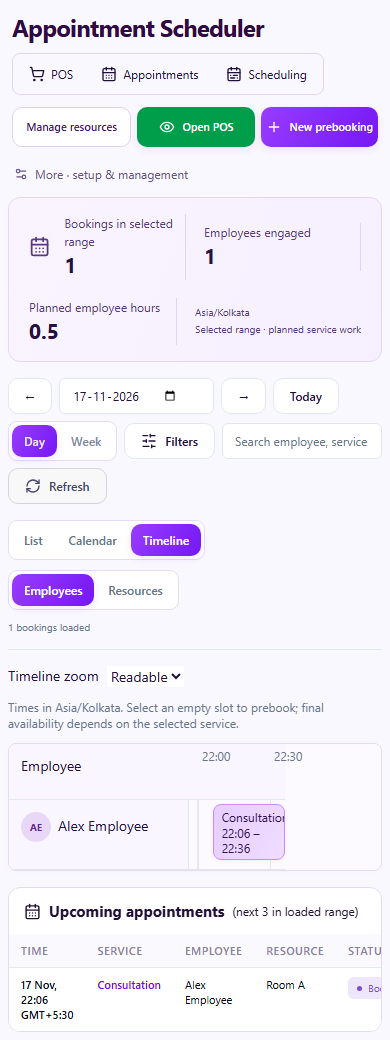 Appointment Scheduler
POS
Appointments
Scheduling
Manage resources
Open POS
New prebooking
More · setup & management
Bookings in selected
range
1
Employees engaged
1
Planned employee hours
0.5
Asia/Kolkata
Selected range · planned service work
←
17-11-2026
→
Today
Day
Week
Filters
Search employee, service
Refresh
List
Calendar
Timeline
Employees
Resources
1 bookings loaded
Timeline zoom
Readable
Times in Asia/Kolkata. Select an empty slot to prebook; final
availability depends on the selected service.
Employee
22:00
22:30
AE
Alex Employee
Consultation
22:06 –
22:36
Upcoming appointments
(next 3 in loaded range)
TIME
SERVICE
EMPLOYEE
RESOURCE
STATU
17 Nov,
22:06
GMT+5:30
Consultation
Alex
Employee
Room A
Boo